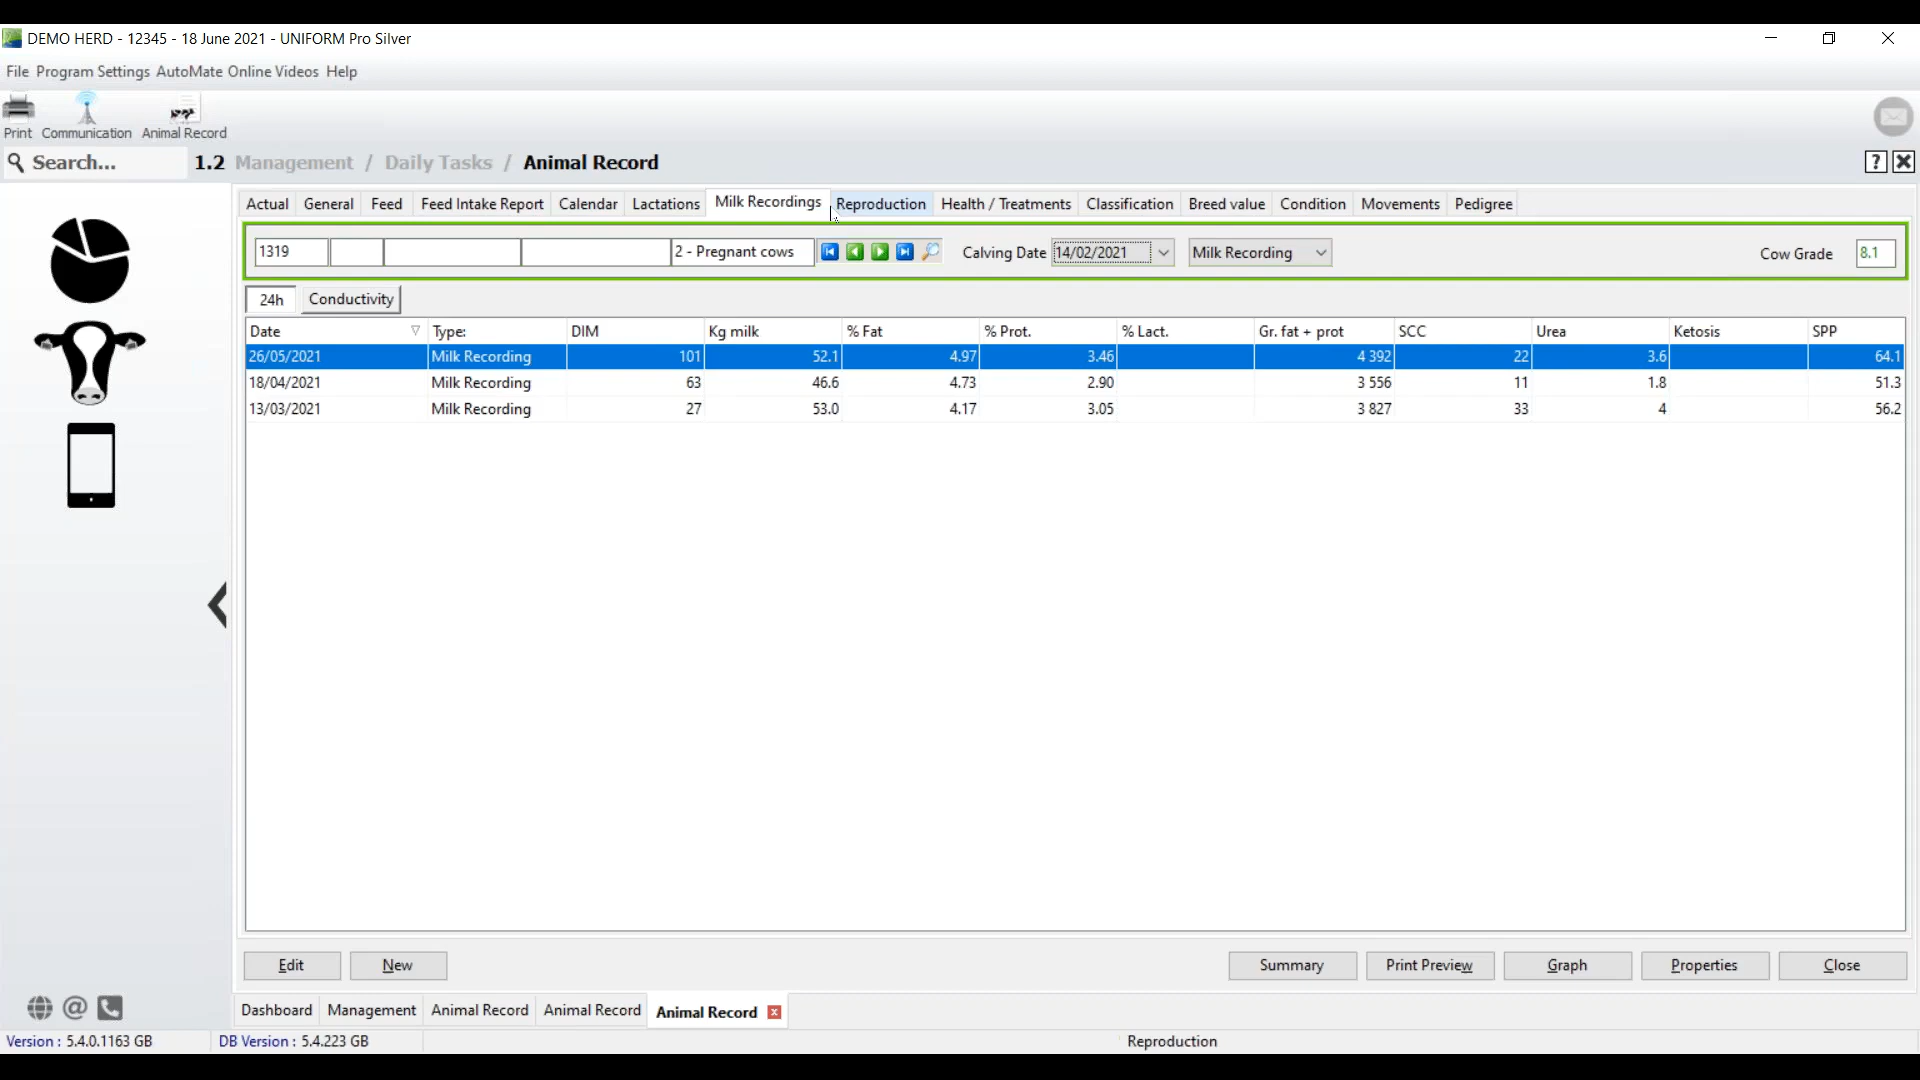 DEMO HERD - 12345 - 18 June 2021 - UNIFORM Pro Silver
File Program Settings AutoMate Online Videos Help
Print Communication Animal Record
Search... 1.2 Management / Daily Tasks / Animal Record ?
Actual General Feed Feed Intake Report Calendar Lactations Milk Recordings Reproduction Health / Treatments Classification Breed value Condition Movements Pedigree
1319 2 - Pregnant cows Calving Date 14/02/2021 Milk Recording Cow Grade 8.1
24h Conductivity
Date Type: DIM Kg milk % Fat % Prot. % Lact. Gr. fat + prot SCC Urea Ketosis SPP
26/05/2021 Milk Recording 101 52.1 4.97 3.46 4 392 22 3.6 64.1
18/04/2021 Milk Recording 63 46.6 4.73 2.90 3 556 11 1.8 51.3
13/03/2021 Milk Recording 27 53.0 4.17 3.05 3 827 33 4 56.2
Edit New Summary Print Preview Graph Properties Close
@ Dashboard Management Animal Record Animal Record Animal Record
Version : 5.4.0.1163 GB DB Version : 5.4.223 GB Reproduction